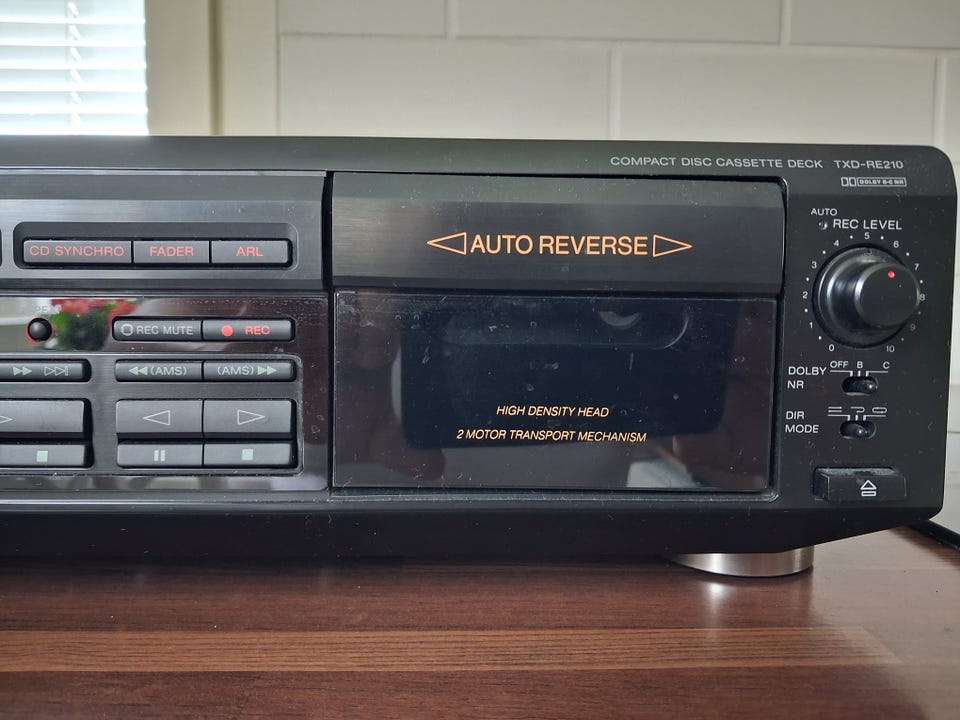 COMPACT DISC CASSETTE DECK TXD-RE210
DOLBY B-C NR
CD SYNCHRO FADER ARL
AUTO REVERSE
AUTO
REC LEVEL
0 1 2 3 4 5 6 7 8 9 10
REC MUTE REC
(AMS) (AMS)
HIGH DENSITY HEAD
2 MOTOR TRANSPORT MECHANISM
DOLBY NR
OFF B C
DIR MODE